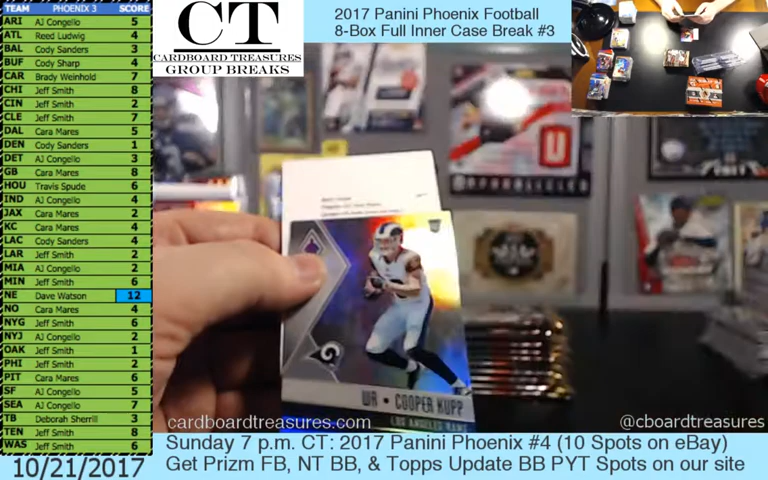 TEAM PHOENIX 3 SCORE
ARI AJ Congello 5
ATL Reed Ludwig 4
BAL Cody Sanders 3
BUF Cody Sharp 4
CAR Brady Weinhold 7
CHI Jeff Smith 8
CIN Jeff Smith 2
CLE Jeff Smith 7
DAL Cara Mares 5
DEN Cody Sanders 1
DET AJ Congello 3
GB Cara Mares 8
HOU Travis Spude 6
IND AJ Congello 4
JAX Cara Mares 2
KC Cara Mares 4
LAC Cody Sanders 4
LAR Jeff Smith 2
MIA AJ Congello 2
MIN Jeff Smith 6
NE Dave Watson 12
NO Cara Mares 4
NYG Jeff Smith 6
NYJ AJ Congello 2
OAK Jeff Smith 1
PHI Jeff Smith 2
PIT Cara Mares 6
SF AJ Congello 5
SEA AJ Congello 7
TB Deborah Sherrill 3
TEN Jeff Smith 8
WAS Jeff Smith 6
10/21/2017
CT
CARDBOARD TREASURES
GROUP BREAKS
2017 Panini Phoenix Football
8-Box Full Inner Case Break #3
U
WR • COOPER KUPP
LOS ANGELES RAMS
cardboardtreasures.com
@cboardtreasures
Sunday 7 p.m. CT: 2017 Panini Phoenix #4 (10 Spots on eBay)
Get Prizm FB, NT BB, & Topps Update BB PYT Spots on our site